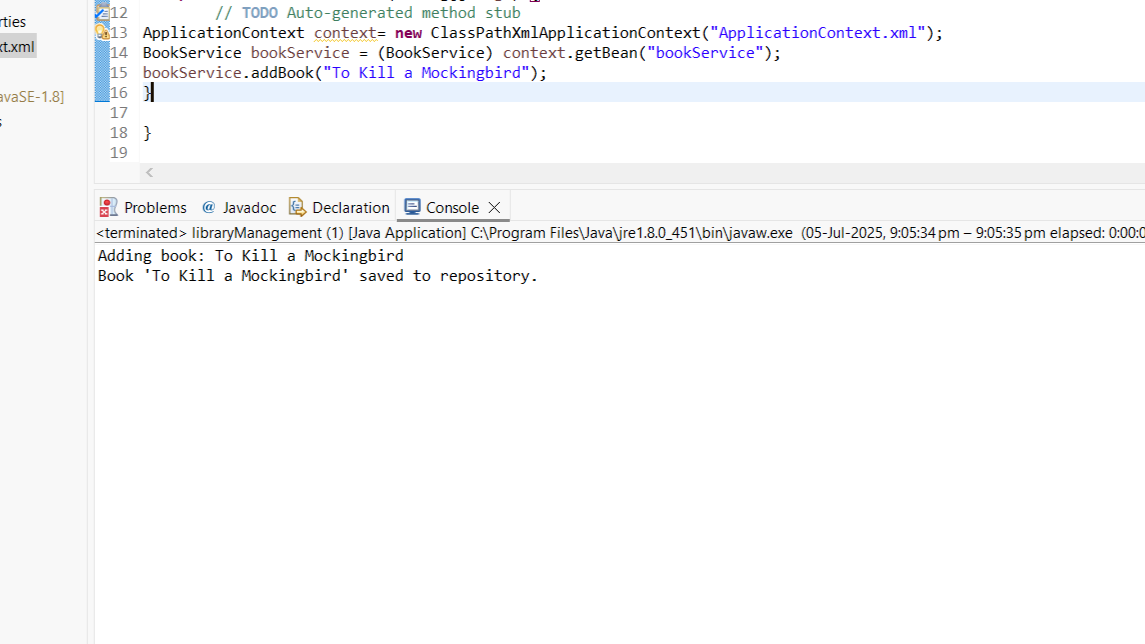 rties
xt.xml
avaSE-1.8]
s
12 // TODO Auto-generated method stub
13 ApplicationContext context= new ClassPathXmlApplicationContext("ApplicationContext.xml");
14 BookService bookService = (BookService) context.getBean("bookService");
15 bookService.addBook("To Kill a Mockingbird");
16 }
17
18 }
19
Problems @ Javadoc Declaration Console
<terminated> libraryManagement (1) [Java Application] C:\Program Files\Java\jre1.8.0_451\bin\javaw.exe (05-Jul-2025, 9:05:34 pm – 9:05:35 pm elapsed: 0:00:0
Adding book: To Kill a Mockingbird
Book 'To Kill a Mockingbird' saved to repository.